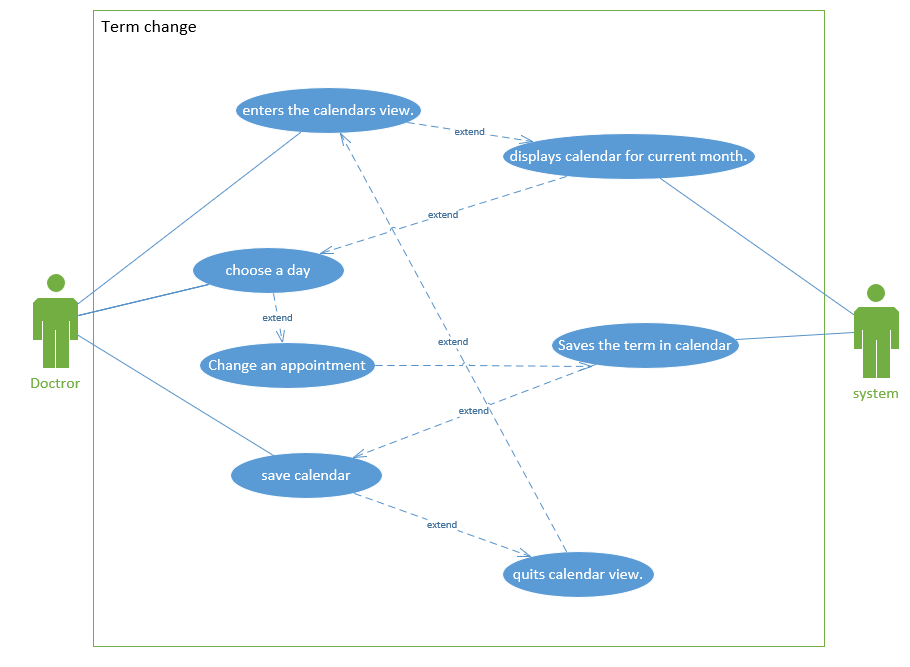 Term change
enters the calendars view.
extend
displays calendar for current month.
extend
choose a day
extend
extend
Saves the term in calendar
Change an appointment
Doctror
system
extend
save calendar
extend
quits calendar view.